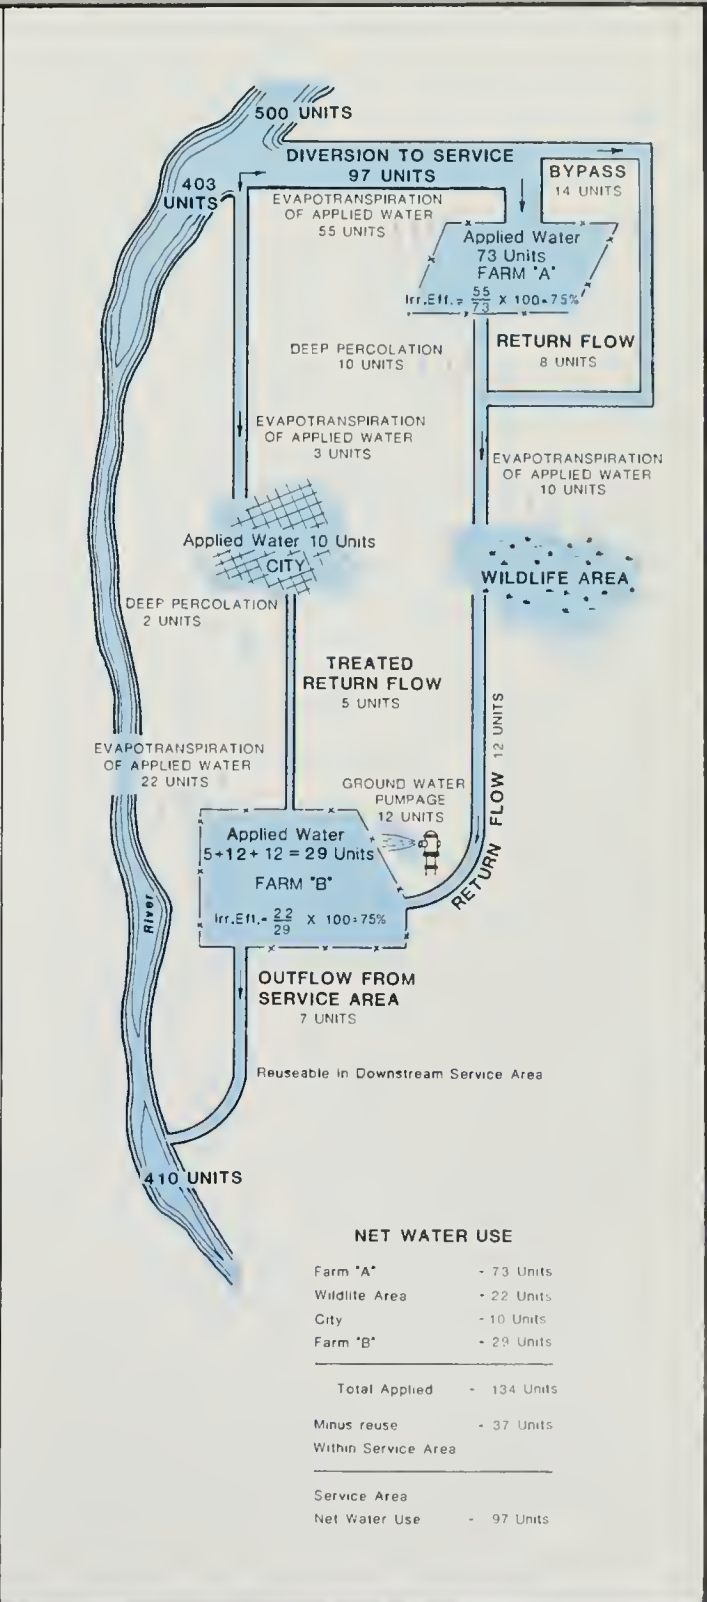 500 UNITS
DIVERSION TO SERVICE
97 UNITS
BYPASS
14 UNITS
403
UNITS
EVAPOTRANSPIRATION
OF APPLIED WATER
55 UNITS
Applied Water
73 Units
FARM "A"
Irr.Eff.= 55/73 X 100=75%
DEEP PERCOLATION
10 UNITS
RETURN FLOW
8 UNITS
EVAPOTRANSPIRATION
OF APPLIED WATER
3 UNITS
EVAPOTRANSPIRATION
OF APPLIED WATER
10 UNITS
Applied Water 10 Units
CITY
WILDLIFE AREA
DEEP PERCOLATION
2 UNITS
TREATED
RETURN FLOW
5 UNITS
RETURN FLOW 12 UNITS
EVAPOTRANSPIRATION
OF APPLIED WATER
22 UNITS
GROUND WATER
PUMPAGE
12 UNITS
Applied Water
5+12+12 = 29 Units
FARM "B"
Irr.Eff.= 22/29 X 100=75%
River
OUTFLOW FROM
SERVICE AREA
7 UNITS
Reuseable in Downstream Service Area
410 UNITS
NET WATER USE
Farm "A" - 73 Units
Wildlife Area - 22 Units
City - 10 Units
Farm "B" - 29 Units
Total Applied - 134 Units
Minus reuse - 37 Units
Within Service Area
Service Area
Net Water Use - 97 Units